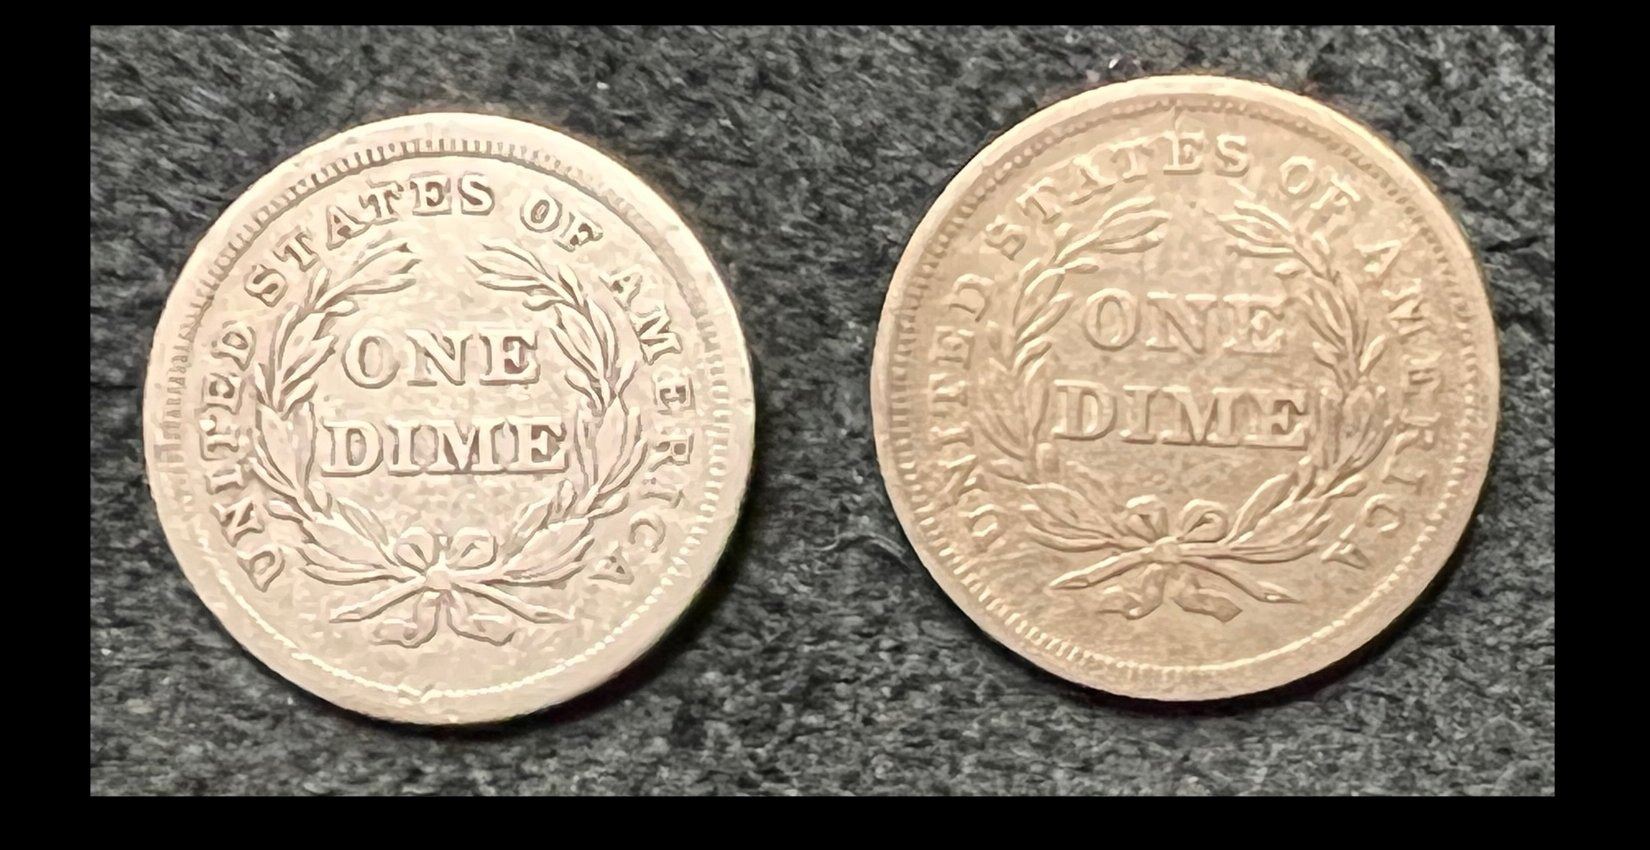 UNITED STATES OF AMERICA
ONE
DIME
UNITED STATES OF AMERICA
ONE
DIME